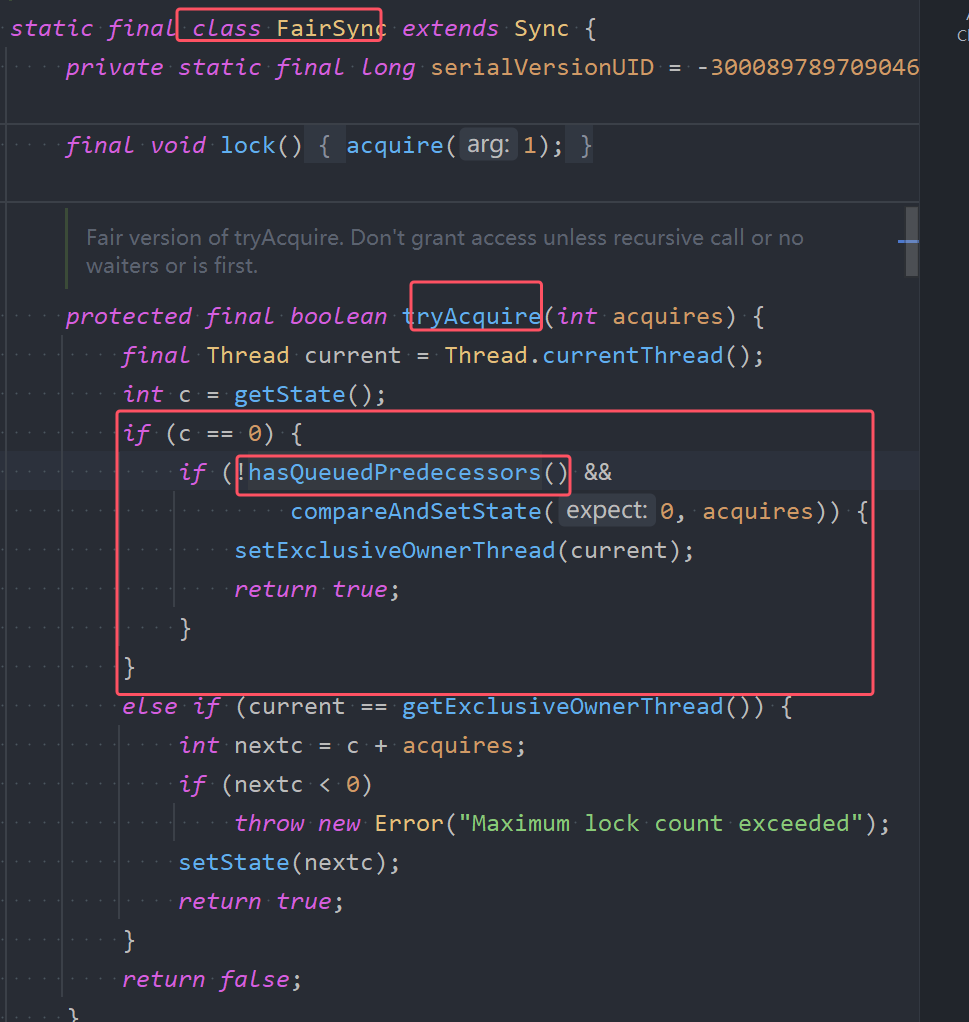 static final class FairSync extends Sync {
private static final long serialVersionUID = -300089789709046
final void lock() { acquire( arg: 1); }
Fair version of tryAcquire. Don't grant access unless recursive call or no
waiters or is first.
protected final boolean tryAcquire(int acquires) {
final Thread current = Thread.currentThread();
int c = getState();
if (c == 0) {
if (!hasQueuedPredecessors() &&
compareAndSetState( expect: 0, acquires)) {
setExclusiveOwnerThread(current);
return true;
}
}
else if (current == getExclusiveOwnerThread()) {
int nextc = c + acquires;
if (nextc < 0)
throw new Error("Maximum lock count exceeded");
setState(nextc);
return true;
}
return false;
}